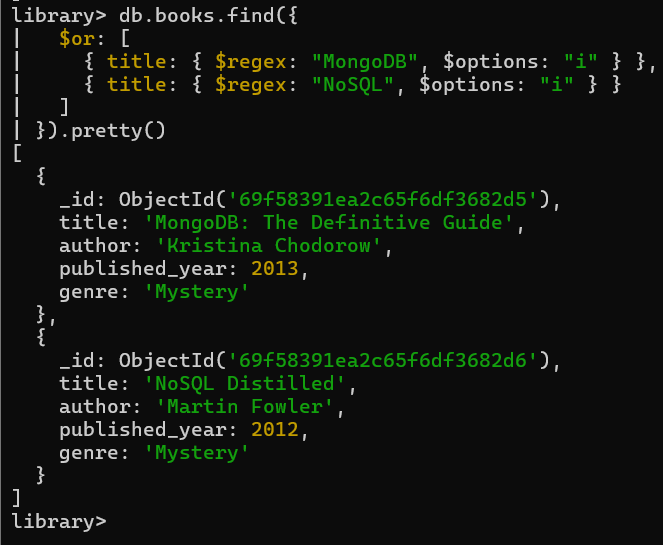 library> db.books.find({
|   $or: [
|     { title: { $regex: "MongoDB", $options: "i" } },
|     { title: { $regex: "NoSQL", $options: "i" } }
|   ]
| }).pretty()
[
  {
    _id: ObjectId('69f58391ea2c65f6df3682d5'),
    title: 'MongoDB: The Definitive Guide',
    author: 'Kristina Chodorow',
    published_year: 2013,
    genre: 'Mystery'
  },
  {
    _id: ObjectId('69f58391ea2c65f6df3682d6'),
    title: 'NoSQL Distilled',
    author: 'Martin Fowler',
    published_year: 2012,
    genre: 'Mystery'
  }
]
library>